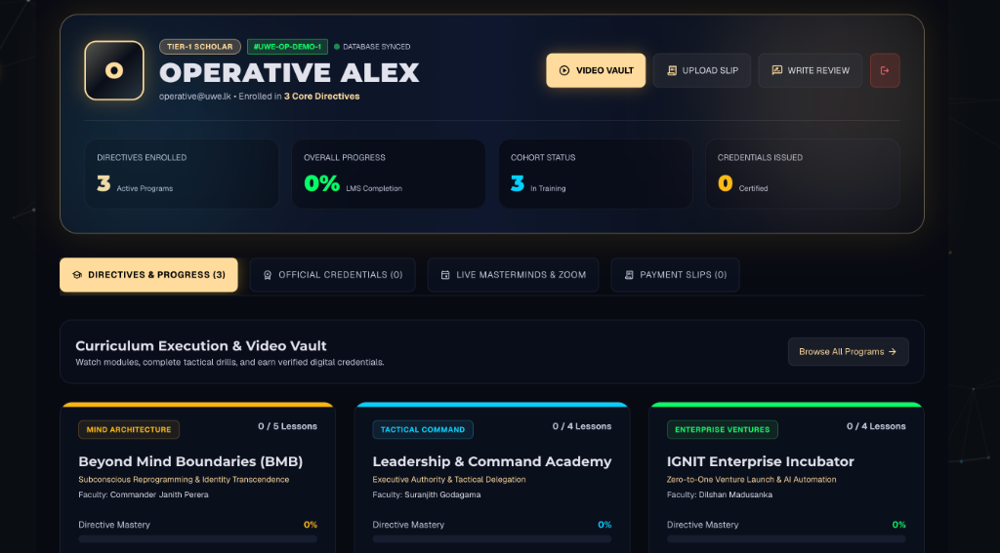 TIER-1 SCHOLAR #UWE-OP-DEMO-1 DATABASE SYNCED
O
OPERATIVE ALEX
operative@uwe.lk • Enrolled in 3 Core Directives
VIDEO VAULT
UPLOAD SLIP
WRITE REVIEW
DIRECTIVES ENROLLED
3 Active Programs
OVERALL PROGRESS
0% LMS Completion
COHORT STATUS
3 In Training
CREDENTIALS ISSUED
0 Certified
DIRECTIVES & PROGRESS (3)
OFFICIAL CREDENTIALS (0)
LIVE MASTERMINDS & ZOOM
PAYMENT SLIPS (0)
Curriculum Execution & Video Vault
Watch modules, complete tactical drills, and earn verified digital credentials.
Browse All Programs →
MIND ARCHITECTURE
0 / 5 Lessons
Beyond Mind Boundaries (BMB)
Subconscious Reprogramming & Identity Transcendence
Faculty: Commander Janith Perera
Directive Mastery 0%
TACTICAL COMMAND
0 / 4 Lessons
Leadership & Command Academy
Executive Authority & Tactical Delegation
Faculty: Suranjith Godagama
Directive Mastery 0%
ENTERPRISE VENTURES
0 / 4 Lessons
IGNIT Enterprise Incubator
Zero-to-One Venture Launch & AI Automation
Faculty: Dilshan Madusanka
Directive Mastery 0%